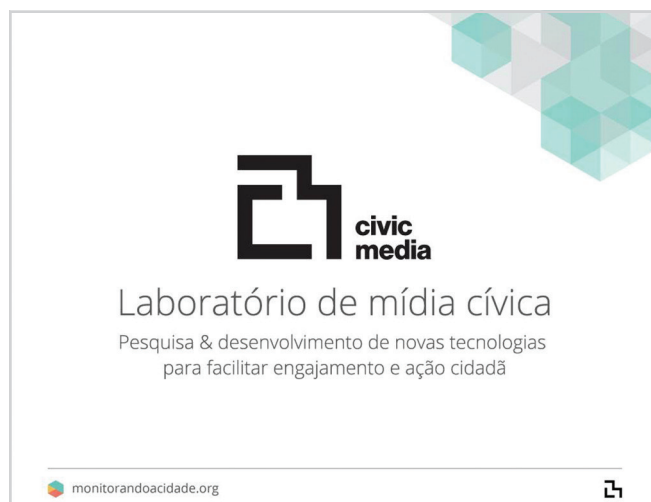 civic
media
Laboratório de mídia cívica
Pesquisa & desenvolvimento de novas tecnologias
para facilitar engajamento e ação cidadã
monitorandoacidade.org